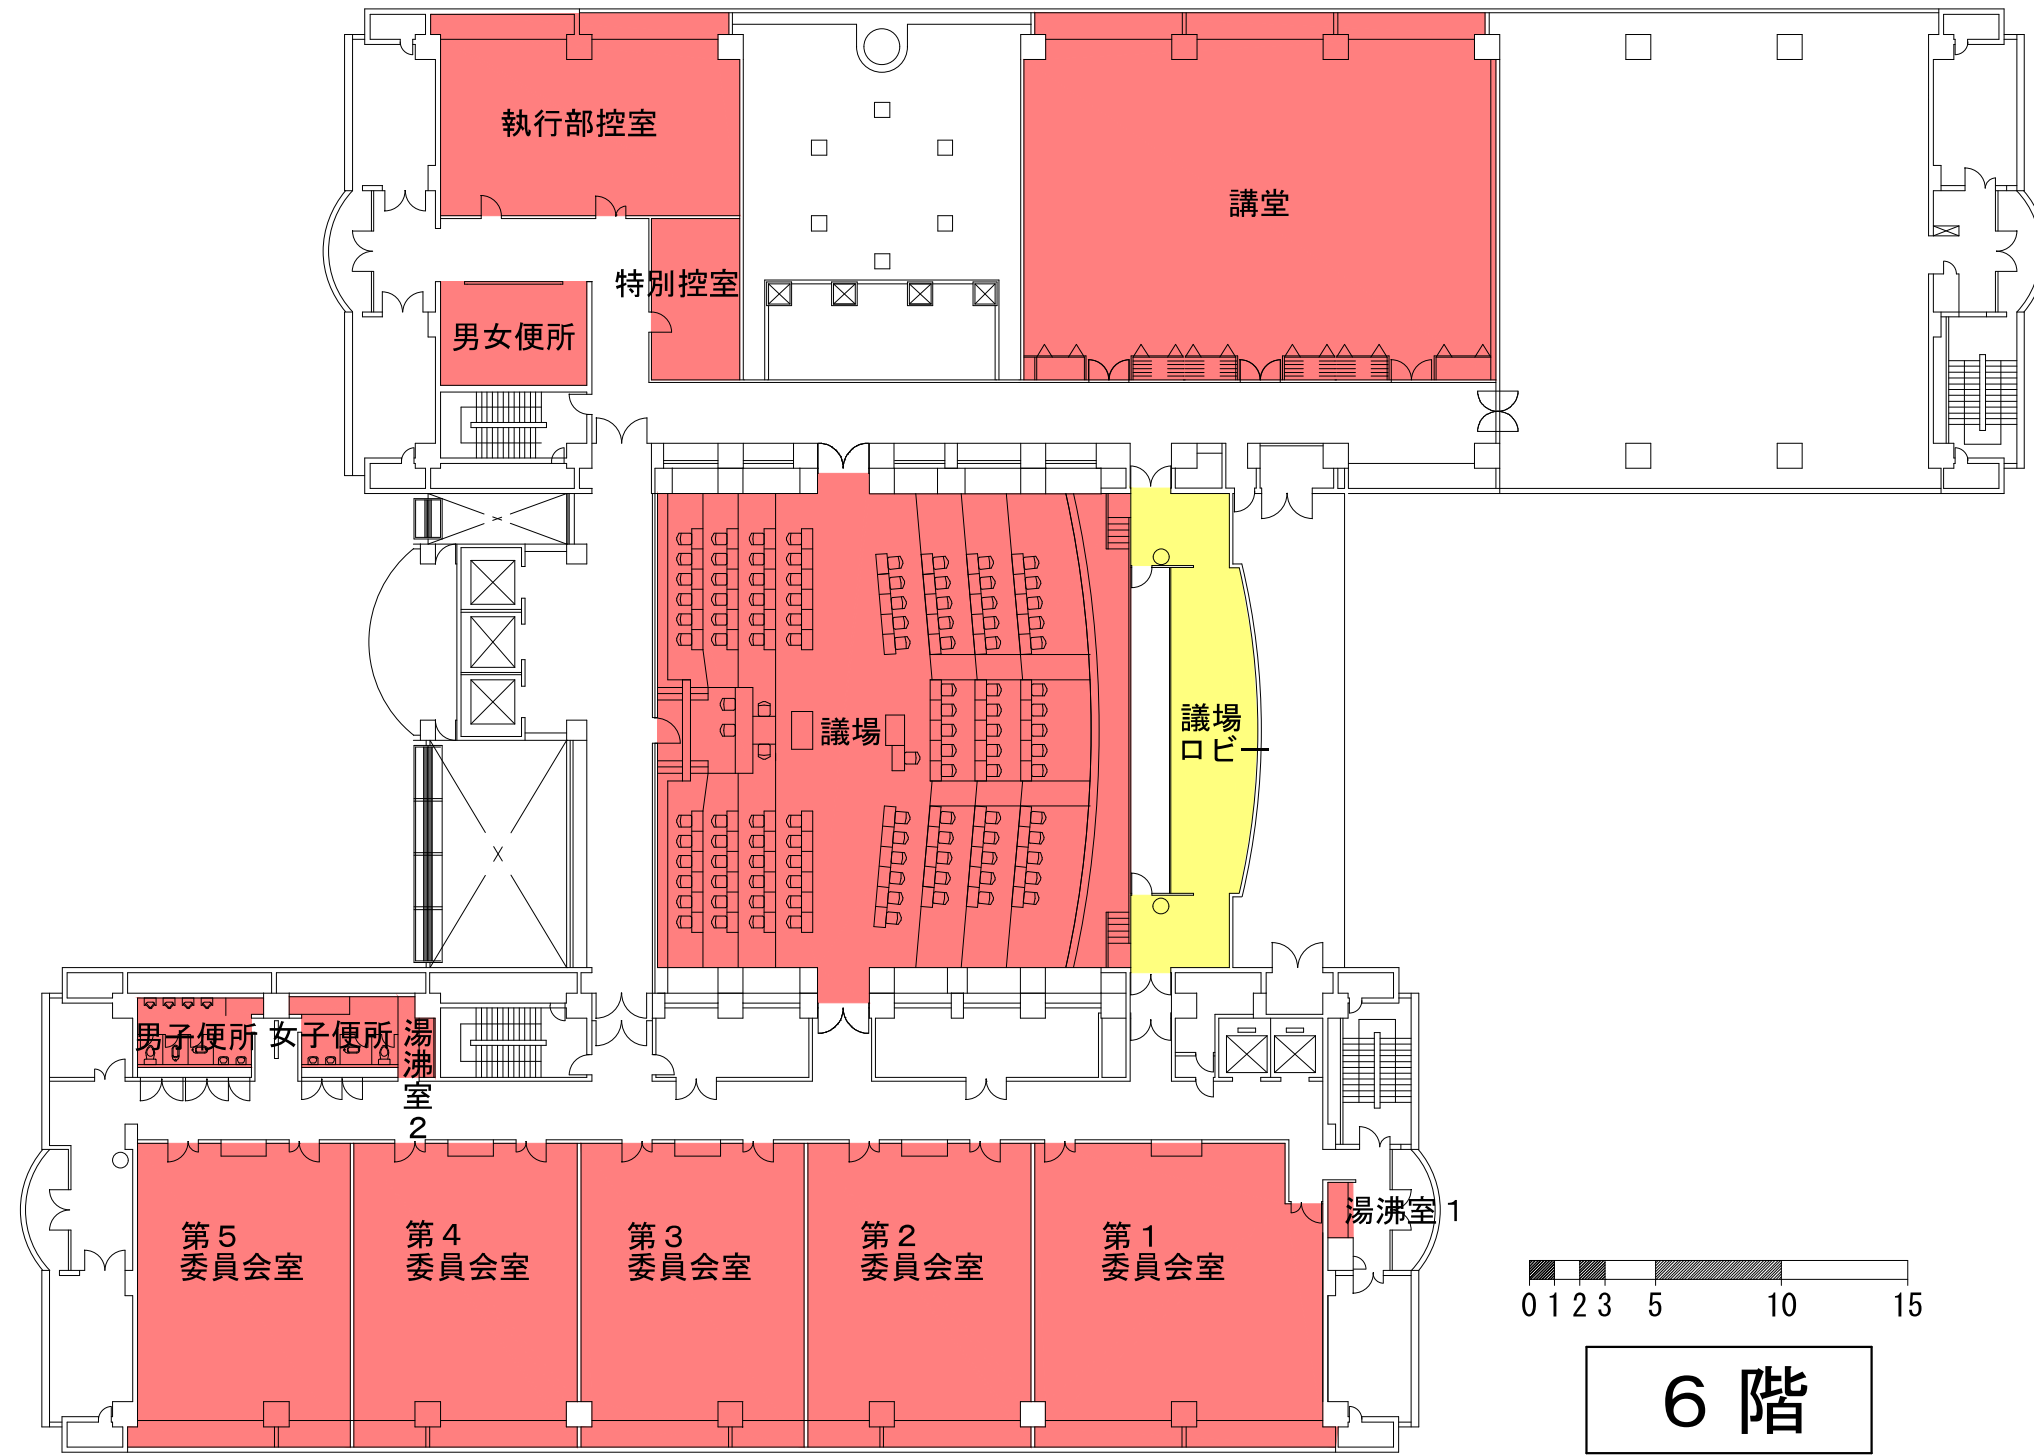 執行部控室
講堂
特別控室
男女便所
議場
議場
ロビー
男子便所
女子便所
湯沸室２
第５
委員会室
第４
委員会室
第３
委員会室
第２
委員会室
第１
委員会室
湯沸室１
0 1 2 3 5 10 15
６階